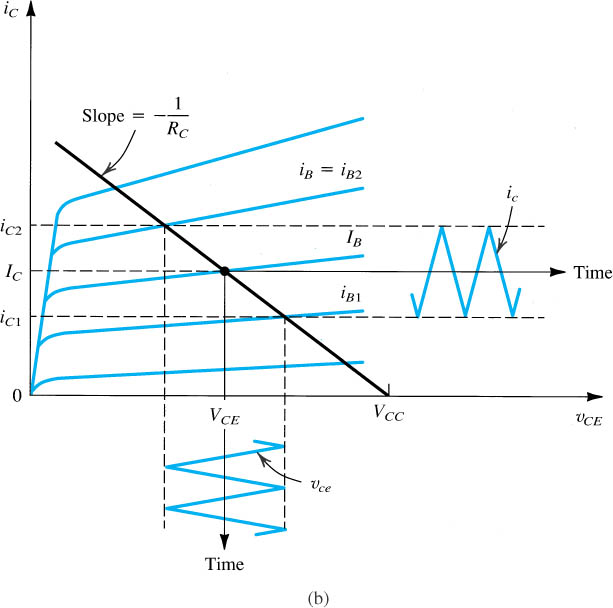 i_C
Slope = -1/R_C
i_B = i_B2
i_C2
I_B
i_c
I_C
Time
i_B1
i_C1
0
V_CE
V_CC
v_CE
v_ce
Time
(b)